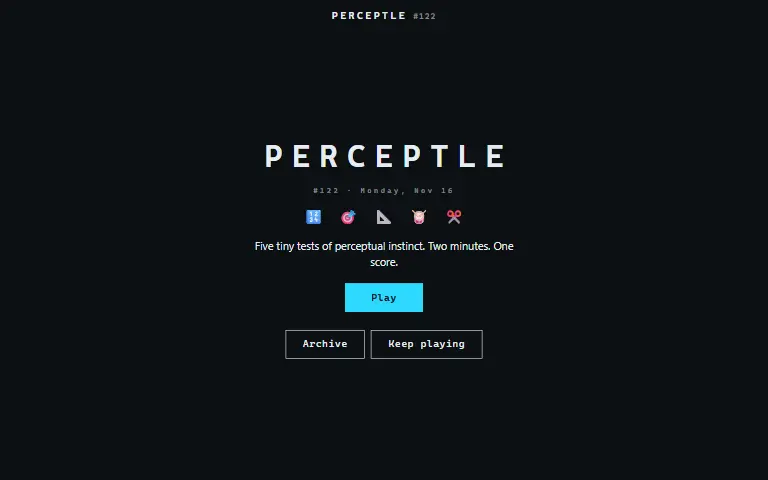 PERCEPTLE #122
PERCEPTLE
#122 · Monday, Nov 16
Five tiny tests of perceptual instinct. Two minutes. One
score.
Play
Archive
Keep playing